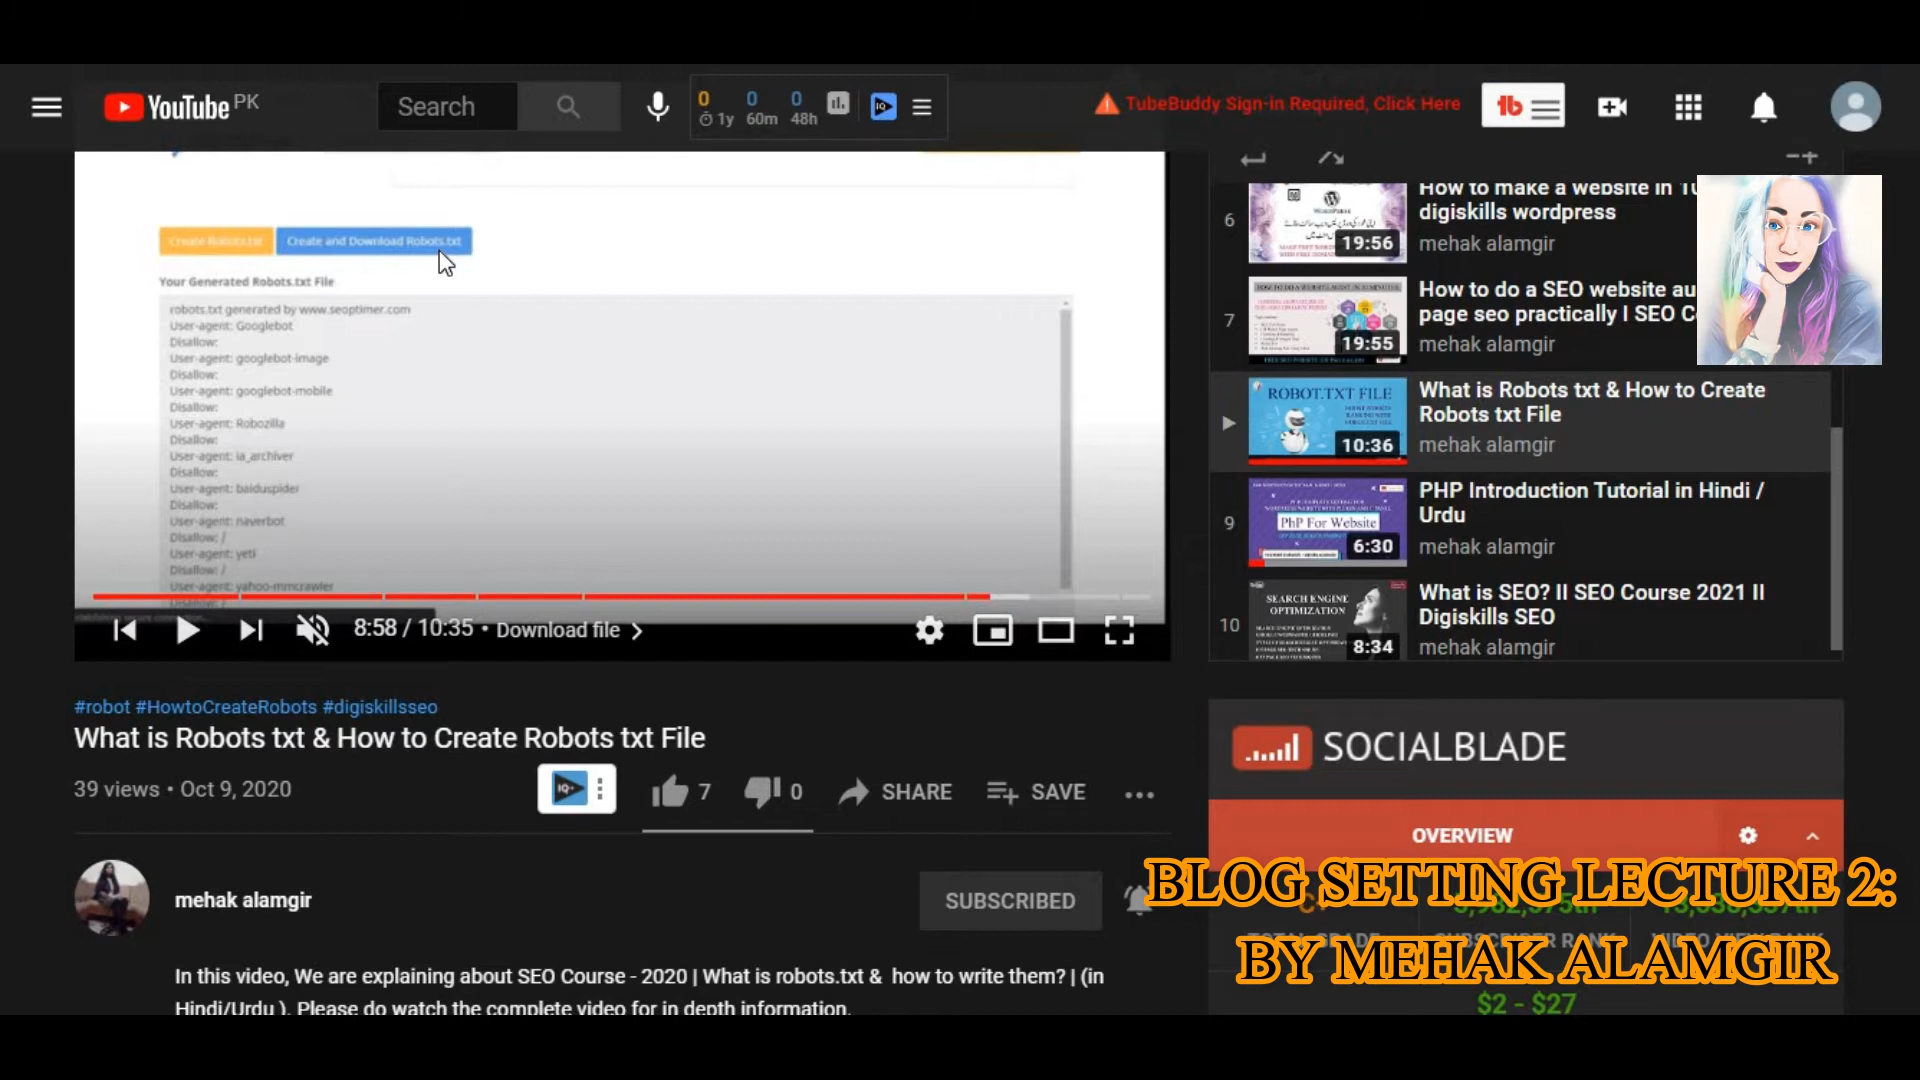 YouTube PK
Search
0 0 0
1y 60m 48h
TubeBuddy Sign-in Required, Click Here
Create Robots.txt Create and Download Robots.txt
Your Generated Robots.txt File
robots.txt generated by www.seoptimer.com
User-agent: Googlebot
Disallow:
User-agent: googlebot-image
Disallow:
User-agent: googlebot-mobile
Disallow:
User-agent: Robozilla
Disallow:
User-agent: ia_archiver
Disallow:
User-agent: baiduspider
Disallow:
User-agent: naverbot
Disallow: /
User-agent: yeti
Disallow: /
User-agent: yahoo-mmcrawler
8:58 / 10:35 • Download file
#robot #HowtoCreateRobots #digiskillsseo
What is Robots txt & How to Create Robots txt File
39 views • Oct 9, 2020
IQ
7 0 SHARE SAVE
mehak alamgir
SUBSCRIBED
In this video, We are explaining about SEO Course - 2020 | What is robots.txt & how to write them? | (in
Hindi/Urdu ). Please do watch the complete video for in depth information.
6
19:56
How to make a website in
digiskills wordpress
mehak alamgir
7
19:55
How to do a SEO website au
page seo practically I SEO
mehak alamgir
ROBOT.TXT FILE
10:36
What is Robots txt & How to Create
Robots txt File
mehak alamgir
9
PhP For Website
6:30
PHP Introduction Tutorial in Hindi /
Urdu
mehak alamgir
10
SEARCH ENGINE
OPTIMIZATION
8:34
What is SEO? II SEO Course 2021 II
Digiskills SEO
mehak alamgir
SOCIALBLADE
OVERVIEW
BLOG SETTING LECTURE 2:
BY MEHAK ALAMGIR
TOTAL GRADE SUBSCRIBER RANK VIDEO VIEW RANK
$2 - $27